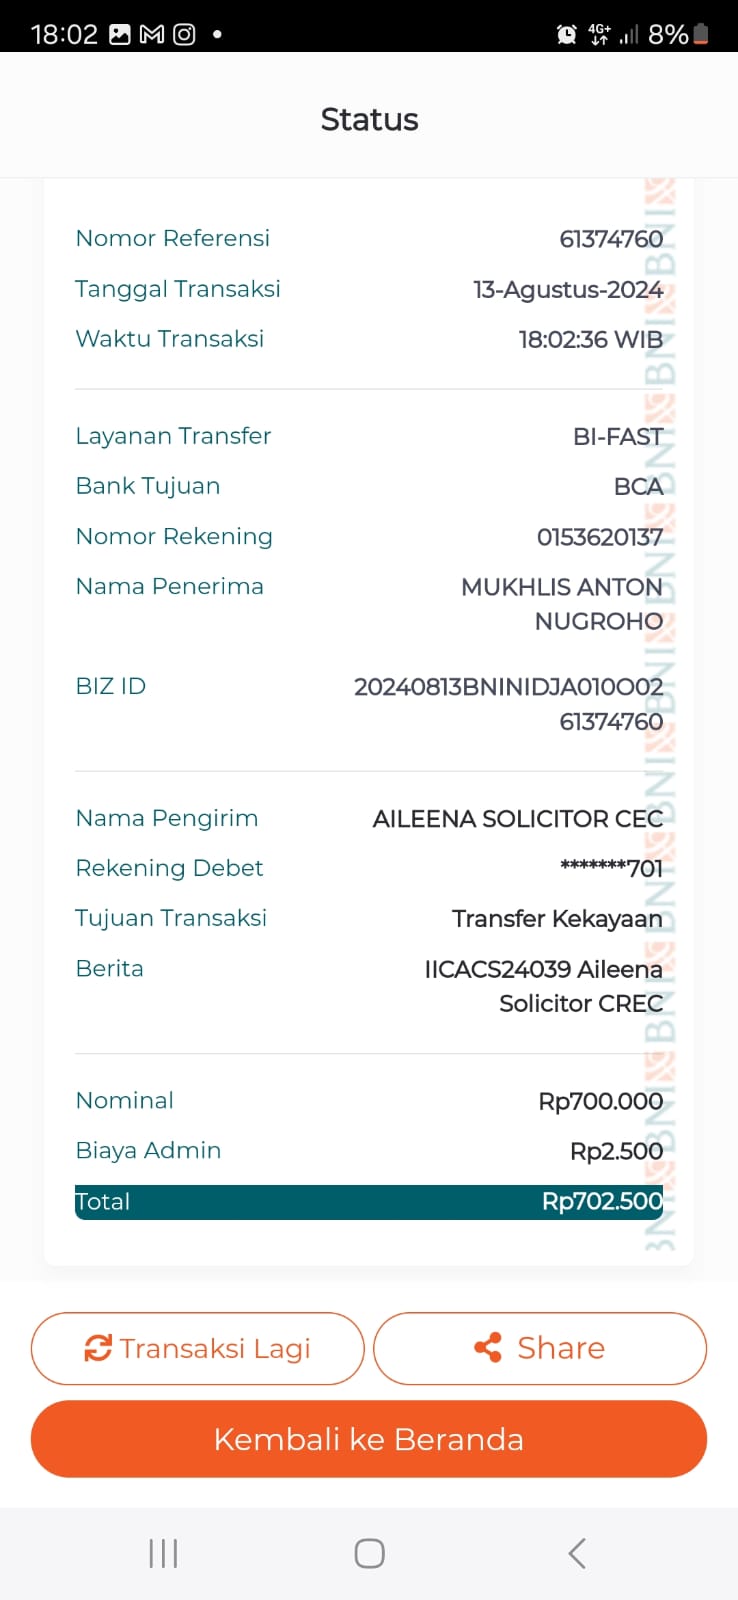 18:02
4G+
8%
Status
Nomor Referensi 61374760
Tanggal Transaksi 13-Agustus-2024
Waktu Transaksi 18:02:36 WIB
Layanan Transfer BI-FAST
Bank Tujuan BCA
Nomor Rekening 0153620137
Nama Penerima MUKHLIS ANTON
NUGROHO
BIZ ID 20240813BNINIDJA010O02
61374760
Nama Pengirim AILEENA SOLICITOR CEC
Rekening Debet *******701
Tujuan Transaksi Transfer Kekayaan
Berita IICACS24039 Aileena
Solicitor CREC
Nominal Rp700.000
Biaya Admin Rp2.500
Total Rp702.500
BNI BNI BNI BNI BNI BNI BNI BNI BNI
Transaksi Lagi
Share
Kembali ke Beranda